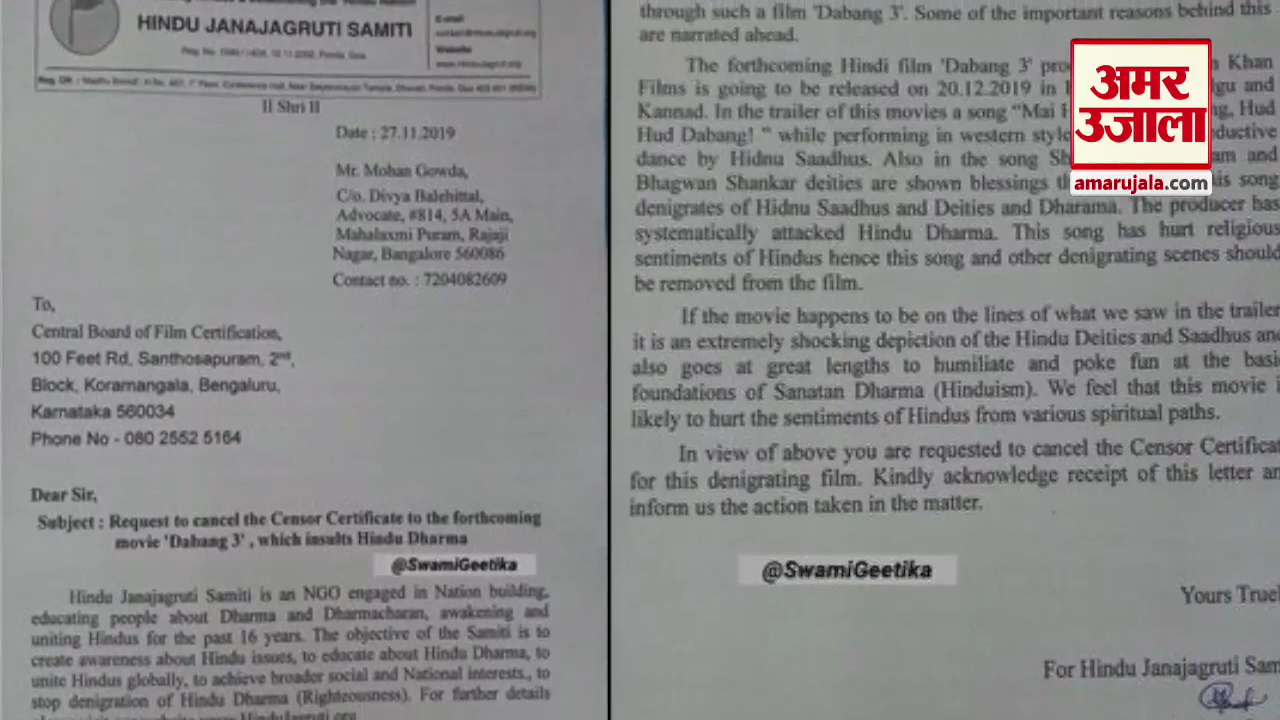 HINDU JANAJAGRUTI SAMITI
II Shri II
Date : 27.11.2019
Mr. Mohan Gowda,
C/o. Divya Balehittal,
Advocate, #814, 5A Main,
Mahalaxmi Puram, Rajaji
Nagar, Bangalore 560086
Contact no. : 7204082609
To,
Central Board of Film Certification,
100 Feet Rd, Santhosapuram, 2nd,
Block, Koramangala, Bengaluru,
Karnataka 560034
Phone No - 080 2552 5164
Dear Sir,
Subject : Request to cancel the Censor Certificate to the forthcoming
movie 'Dabang 3' , which insults Hindu Dharma
@SwamiGeetika
Hindu Janajagruti Samiti is an NGO engaged in Nation building,
educating people about Dharma and Dharmacharan, awakening and
uniting Hindus for the past 16 years. The objective of the Samiti is to
create awareness about Hindu issues, to educate about Hindu Dharma, to
unite Hindus globally, to achieve broader social and National interests., to
stop denigration of Hindu Dharma (Righteousness). For further details
through such a film 'Dabang 3'. Some of the important reasons behind this
are narrated ahead.
The forthcoming Hindi film 'Dabang 3' Khan
Films is going to be released on 20.12.2019 in and
Kannad. In the trailer of this movies a song "Mai Hud
Hud Dabang! " while performing in western
dance by Hidnu Saadhus. Also in the song and
Bhagwan Shankar deities are shown blessings song
denigrates of Hidnu Saadhus and Deities and Dharama. The producer has
systematically attacked Hindu Dharma. This song has hurt religious
sentiments of Hindus hence this song and other denigrating scenes should
be removed from the film.
If the movie happens to be on the lines of what we saw in the trailer
it is an extremely shocking depiction of the Hindu Deities and Saadhus and
also goes at great lengths to humiliate and poke fun at the basi
foundations of Sanatan Dharma (Hinduism). We feel that this movie i
likely to hurt the sentiments of Hindus from various spiritual paths.
In view of above you are requested to cancel the Censor Certificat
for this denigrating film. Kindly acknowledge receipt of this letter an
inform us the action taken in the matter.
@SwamiGeetika
Yours Truel
For Hindu Janajagruti Sam
अमर
उजाला
amarujala.com